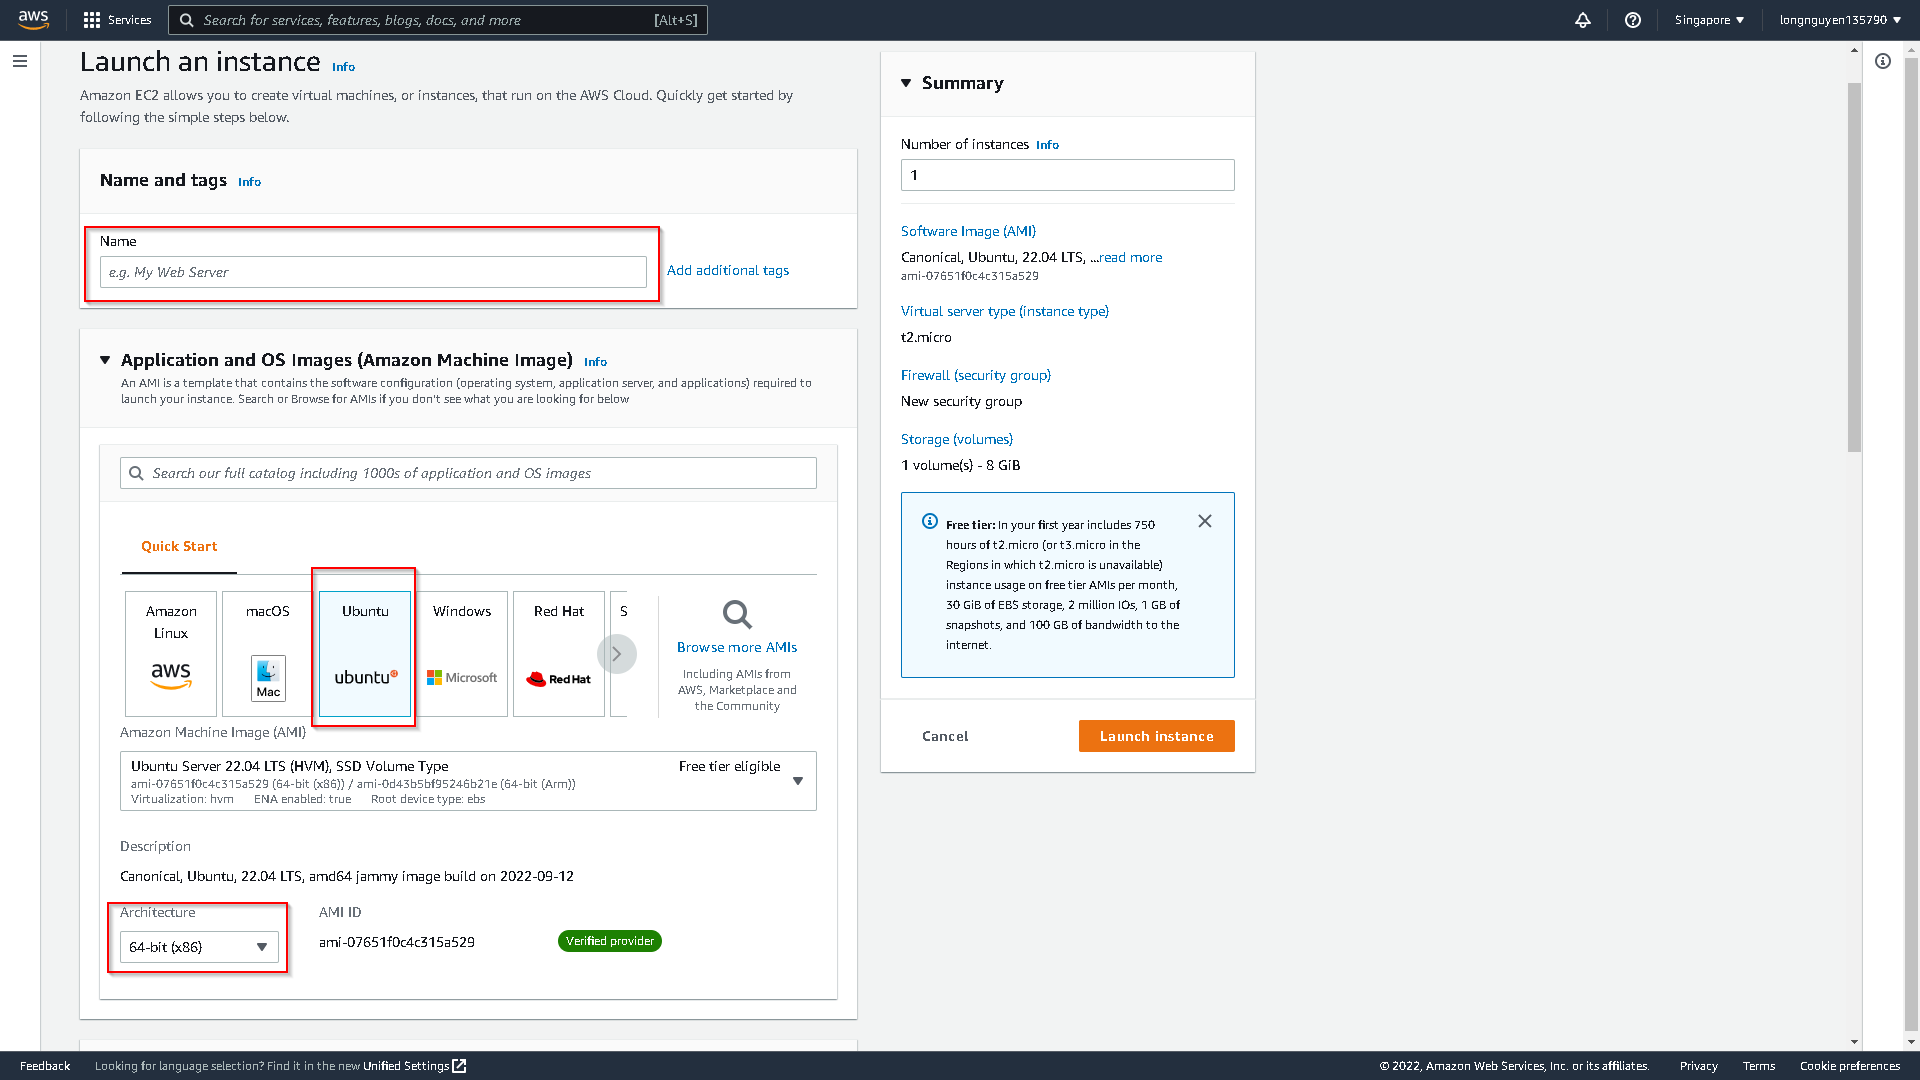 aws
Services
Search for services, features, blogs, docs, and more
[Alt+S]
Singapore
longnguyen135790
Launch an instance Info
Amazon EC2 allows you to create virtual machines, or instances, that run on the AWS Cloud. Quickly get started by
following the simple steps below.
Name and tags Info
Name
e.g. My Web Server
Add additional tags
Application and OS Images (Amazon Machine Image) Info
An AMI is a template that contains the software configuration (operating system, application server, and applications) required to
launch your instance. Search or Browse for AMIs if you don't see what you are looking for below
Search our full catalog including 1000s of application and OS images
Quick Start
Amazon
Linux
aws
macOS
Mac
Ubuntu
ubuntu
Windows
Microsoft
Red Hat
Red Hat
S
Browse more AMIs
Including AMIs from
AWS, Marketplace and
the Community
Amazon Machine Image (AMI)
Ubuntu Server 22.04 LTS (HVM), SSD Volume Type
Free tier eligible
ami-07651f0c4c315a529 (64-bit (x86)) / ami-0d43b5bf95246b21e (64-bit (Arm))
Virtualization: hvm ENA enabled: true Root device type: ebs
Description
Canonical, Ubuntu, 22.04 LTS, amd64 jammy image build on 2022-09-12
Architecture
64-bit (x86)
AMI ID
ami-07651f0c4c315a529
Verified provider
Summary
Number of instances Info
1
Software Image (AMI)
Canonical, Ubuntu, 22.04 LTS, ...read more
ami-07651f0c4c315a529
Virtual server type (instance type)
t2.micro
Firewall (security group)
New security group
Storage (volumes)
1 volume(s) - 8 GiB
Free tier: In your first year includes 750
hours of t2.micro (or t3.micro in the
Regions in which t2.micro is unavailable)
instance usage on free tier AMIs per month,
30 GiB of EBS storage, 2 million IOs, 1 GB of
snapshots, and 100 GB of bandwidth to the
internet.
Cancel
Launch instance
Feedback
Looking for language selection? Find it in the new Unified Settings
© 2022, Amazon Web Services, Inc. or its affiliates.
Privacy
Terms
Cookie preferences